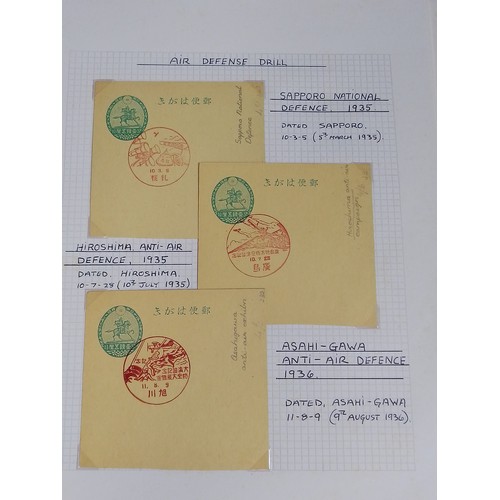 AIR DEFENSE DRILL
郵便はがき
SAPPORO NATIONAL
DEFENCE, 1935.
DATED SAPPORO,
10-3-5 (5th MARCH 1935).
Sapporo National
Defence
札幌
郵便はがき
廣島
HIROSHIMA, ANTI-AIR
DEFENCE, 1935
DATED, HIROSHIMA,
10-7-28 (10th JULY 1935)
郵便はがき
11.8.9
旭川
ASAHI-GAWA
ANTI-AIR DEFENCE
1936.
DATED, ASAHI-GAWA
11-8-9 (9th AUGUST 1936).